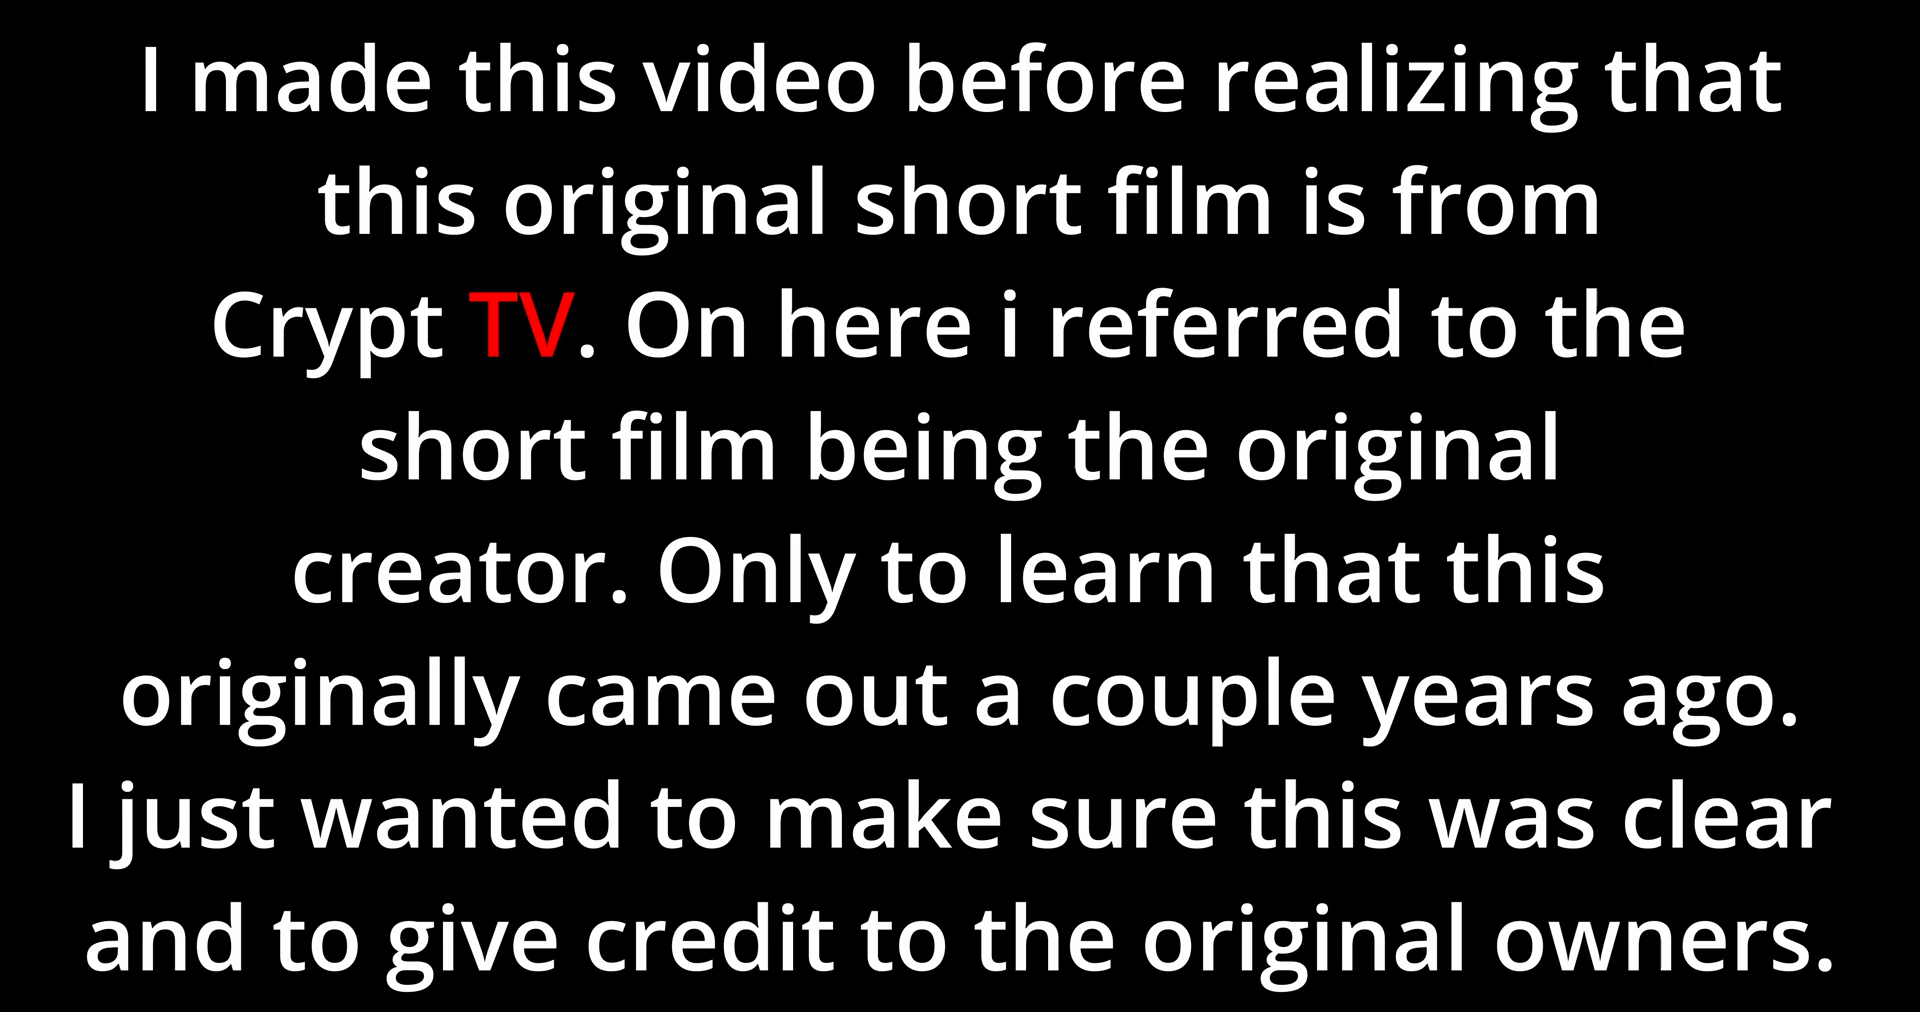 I made this video before realizing that
this original short film is from
Crypt TV. On here i referred to the
short film being the original
creator. Only to learn that this
originally came out a couple years ago.
I just wanted to make sure this was clear
and to give credit to the original owners.